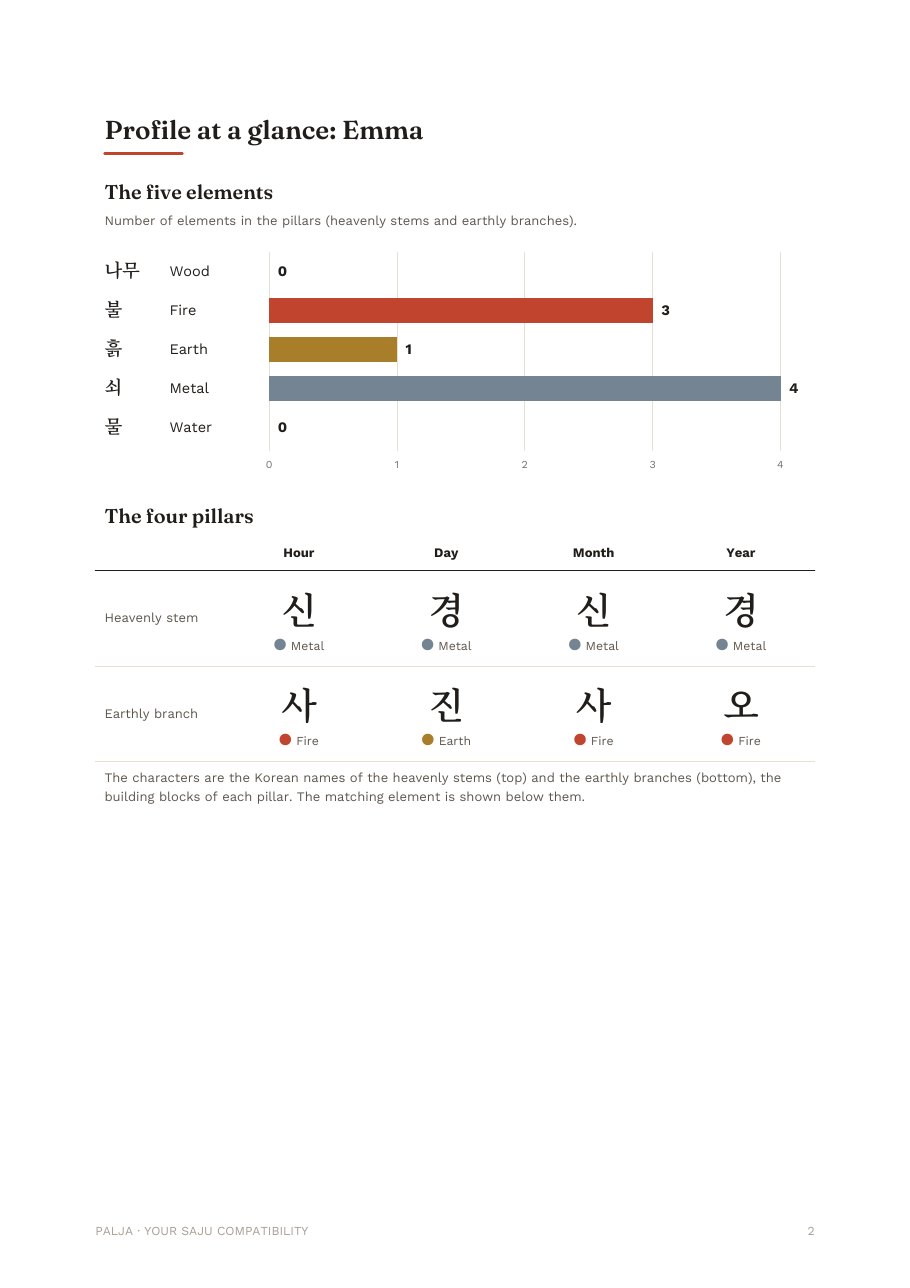 Profile at a glance: Emma
The five elements
Number of elements in the pillars (heavenly stems and earthly branches).
나무 Wood 0
불 Fire 3
흙 Earth 1
쇠 Metal 4
물 Water 0
0 1 2 3 4
The four pillars
Hour Day Month Year
Heavenly stem 신 경 신 경
Metal Metal Metal Metal
Earthly branch 사 진 사 오
Fire Earth Fire Fire
The characters are the Korean names of the heavenly stems (top) and the earthly branches (bottom), the
building blocks of each pillar. The matching element is shown below them.
PALJA · YOUR SAJU COMPATIBILITY 2